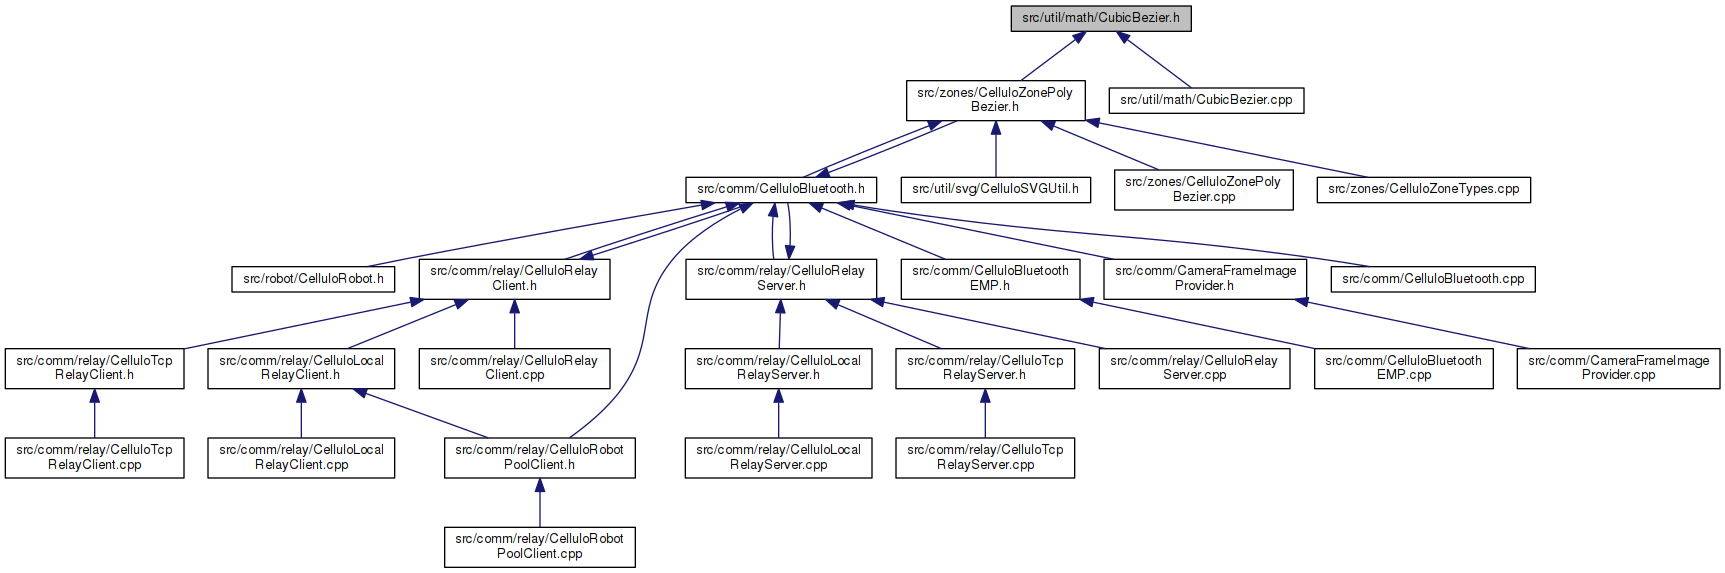 src/util/math/CubicBezier.h
src/zones/CelluloZonePoly
Bezier.h
src/util/math/CubicBezier.cpp
src/comm/CelluloBluetooth.h
src/util/svg/CelluloSVGUtil.h
src/zones/CelluloZonePoly
Bezier.cpp
src/zones/CelluloZoneTypes.cpp
src/robot/CelluloRobot.h
src/comm/relay/CelluloRelay
Client.h
src/comm/relay/CelluloRelay
Server.h
src/comm/CelluloBluetooth
EMP.h
src/comm/CameraFrameImage
Provider.h
src/comm/CelluloBluetooth.cpp
src/comm/relay/CelluloTcp
RelayClient.h
src/comm/relay/CelluloLocal
RelayClient.h
src/comm/relay/CelluloRelay
Client.cpp
src/comm/relay/CelluloLocal
RelayServer.h
src/comm/relay/CelluloTcp
RelayServer.h
src/comm/relay/CelluloRelay
Server.cpp
src/comm/CelluloBluetooth
EMP.cpp
src/comm/CameraFrameImage
Provider.cpp
src/comm/relay/CelluloTcp
RelayClient.cpp
src/comm/relay/CelluloLocal
RelayClient.cpp
src/comm/relay/CelluloRobot
PoolClient.h
src/comm/relay/CelluloLocal
RelayServer.cpp
src/comm/relay/CelluloTcp
RelayServer.cpp
src/comm/relay/CelluloRobot
PoolClient.cpp